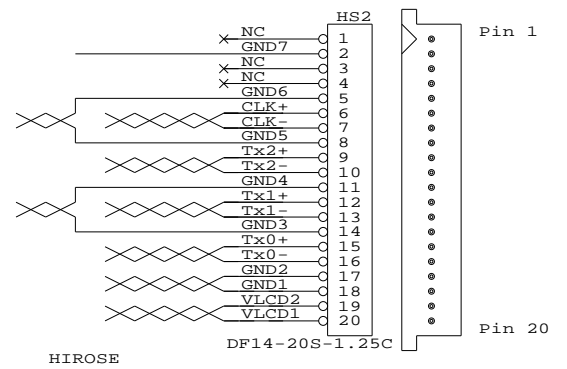 HS2
NC 1
GND7 2
NC 3
NC 4
GND6 5
CLK+ 6
CLK- 7
GND5 8
Tx2+ 9
Tx2- 10
GND4 11
Tx1+ 12
Tx1- 13
GND3 14
Tx0+ 15
Tx0- 16
GND2 17
GND1 18
VLCD2 19
VLCD1 20
Pin 1
Pin 20
DF14-20S-1.25C
HIROSE